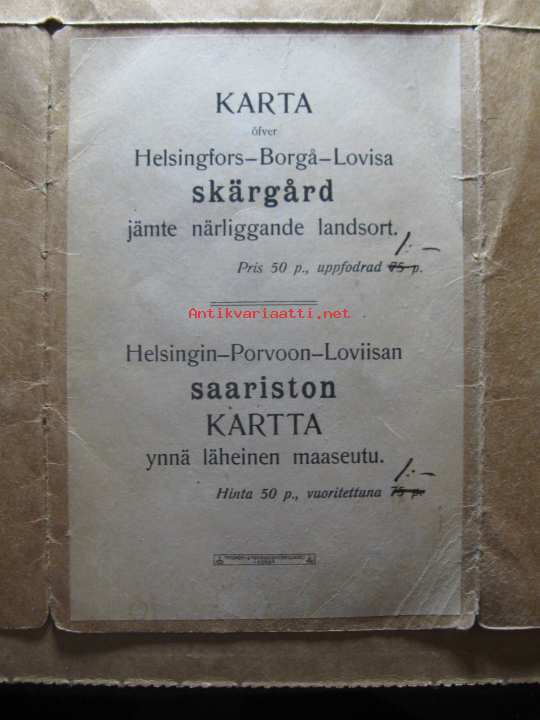 KARTA
öfver
Helsingfors–Borgå–Lovisa
skärgård
jämte närliggande landsort.
1:–
Pris 50 p., uppfodrad 75 p.
Antikvariaatti.net
Helsingin–Porvoon–Loviisan
saariston
KARTTA
ynnä läheinen maaseutu.
1:–
Hinta 50 p., vuoritettuna 75 p.